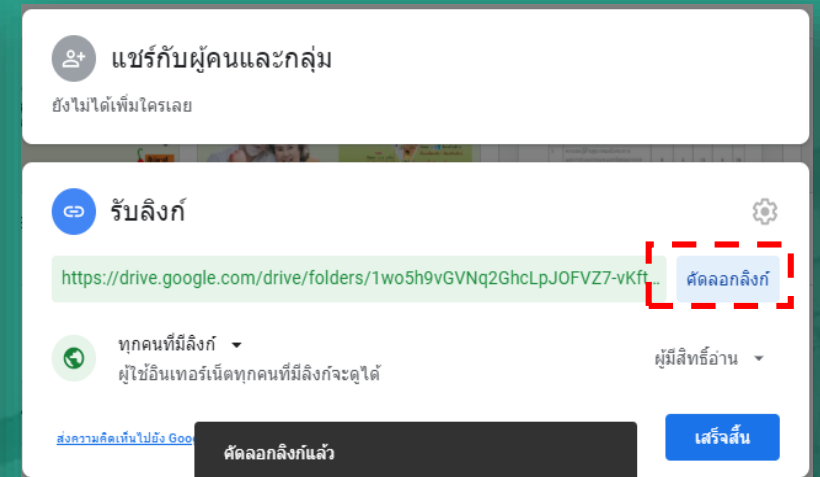 แชร์กับผู้คนและกลุ่ม
ยังไม่ได้เพิ่มใครเลย
รับลิงก์
https://drive.google.com/drive/folders/1wo5h9vGVNq2GhcLpJOFVZ7-vKft... คัดลอกลิงก์
ทุกคนที่มีลิงก์
ผู้ใช้อินเทอร์เน็ตทุกคนที่มีลิงก์จะดูได้ ผู้มีสิทธิ์อ่าน
ส่งความคิดเห็นไปยัง Goo
คัดลอกลิงก์แล้ว
เสร็จสิ้น